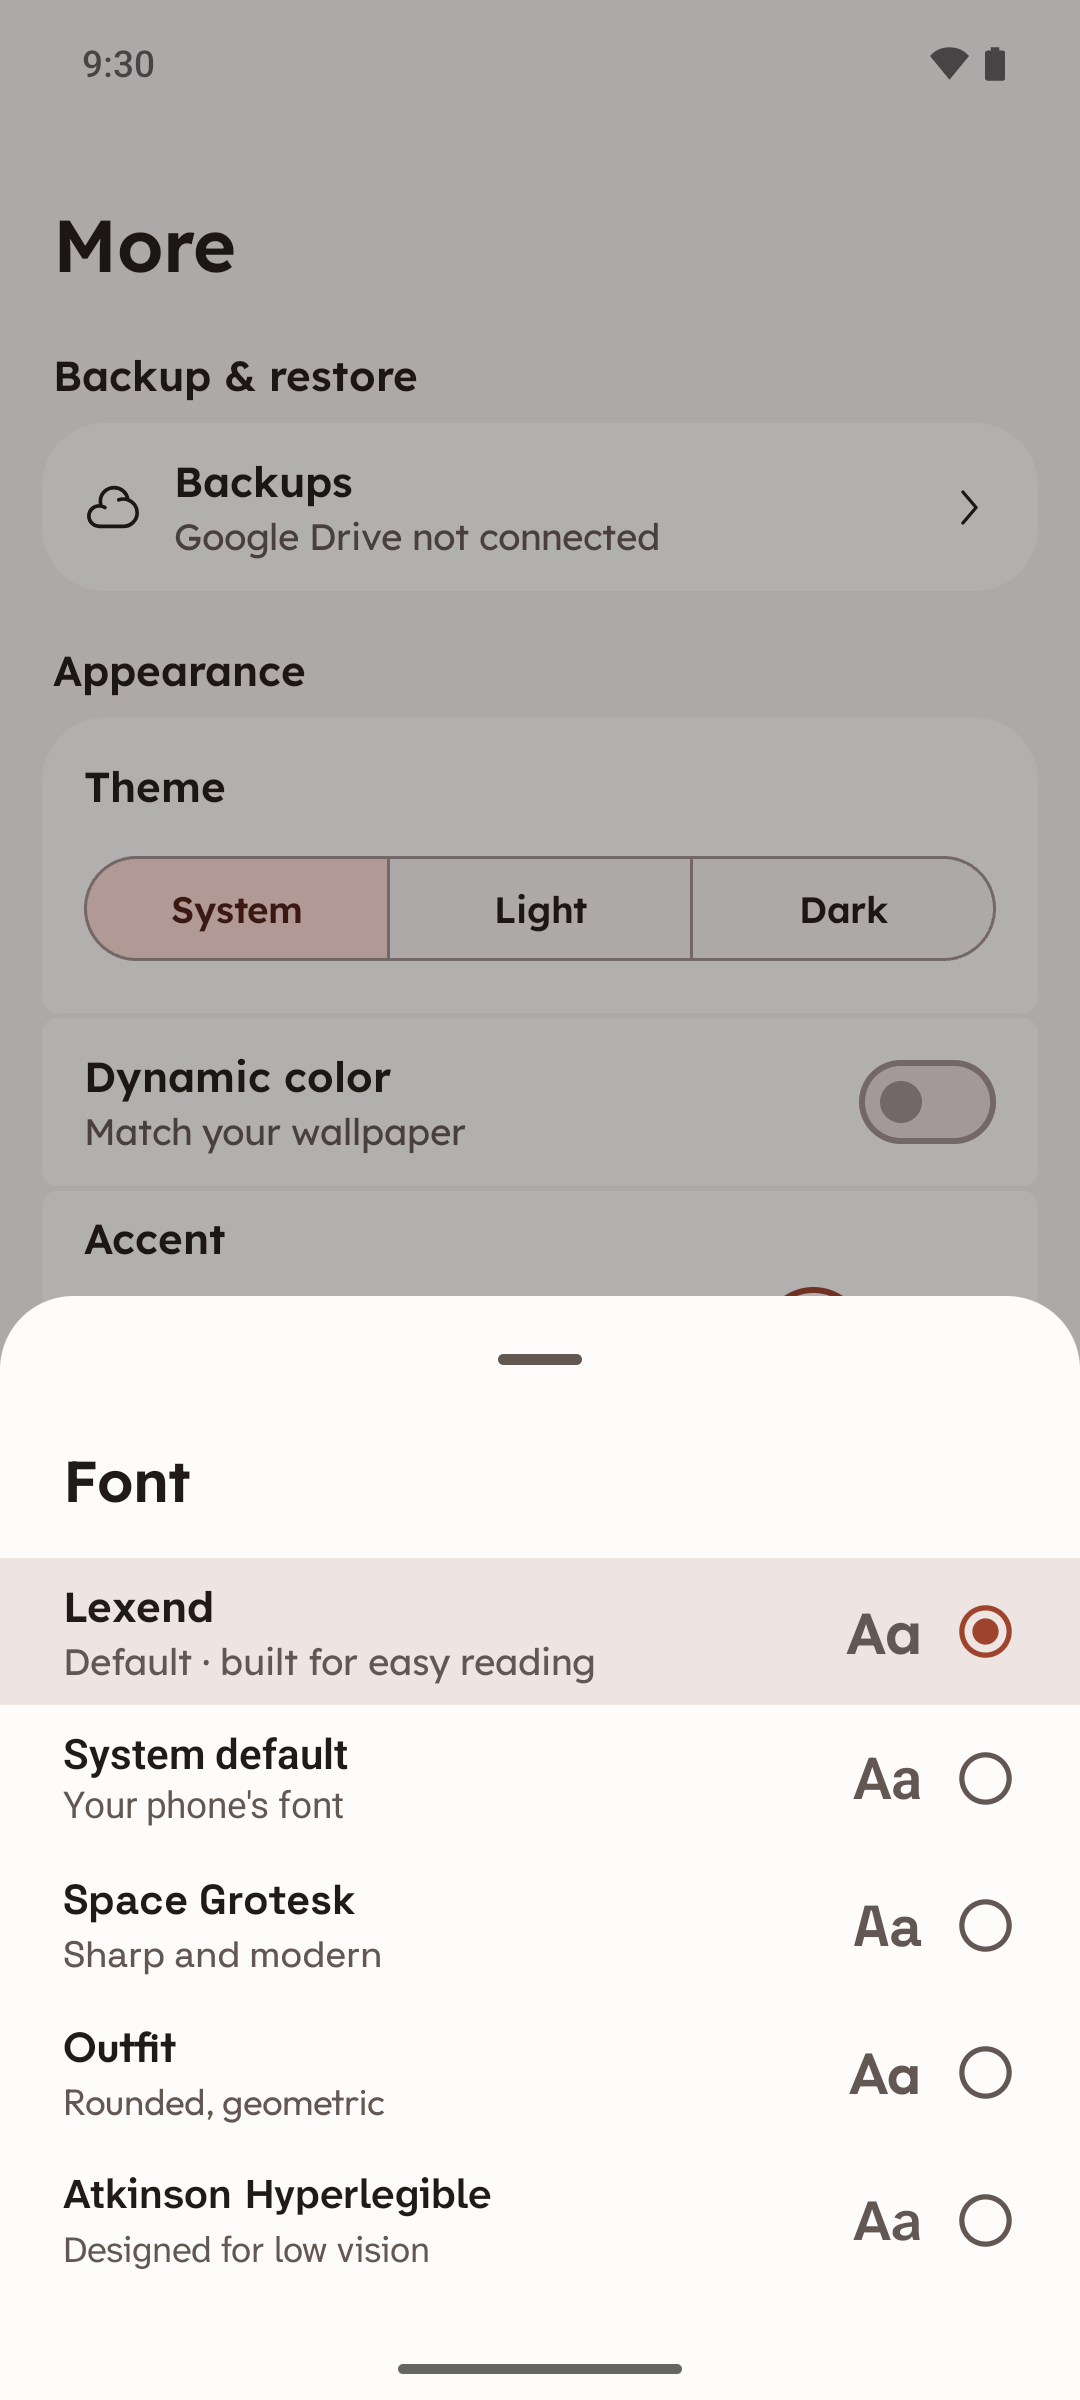 9:30
More
Backup & restore
Backups
Google Drive not connected
Appearance
Theme
System
Light
Dark
Dynamic color
Match your wallpaper
Accent
Font
Lexend
Default · built for easy reading
Aa
System default
Your phone's font
Aa
Space Grotesk
Sharp and modern
Aa
Outfit
Rounded, geometric
Aa
Atkinson Hyperlegible
Designed for low vision
Aa